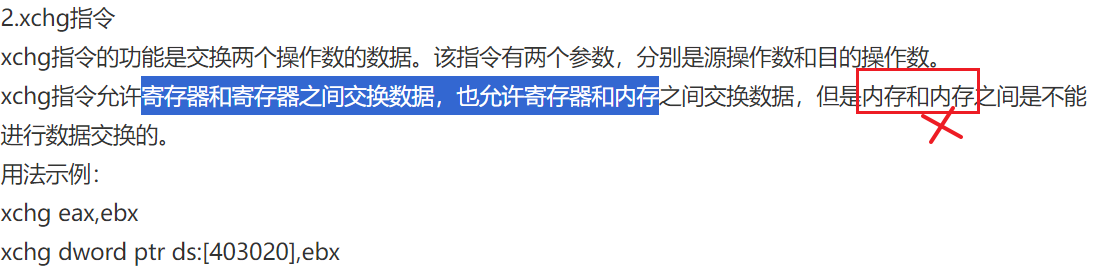 2.xchg指令
xchg指令的功能是交换两个操作数的数据。该指令有两个参数，分别是源操作数和目的操作数。
xchg指令允许寄存器和寄存器之间交换数据，也允许寄存器和内存之间交换数据，但是内存和内存之间是不能
进行数据交换的。
用法示例：
xchg eax,ebx
xchg dword ptr ds:[403020],ebx